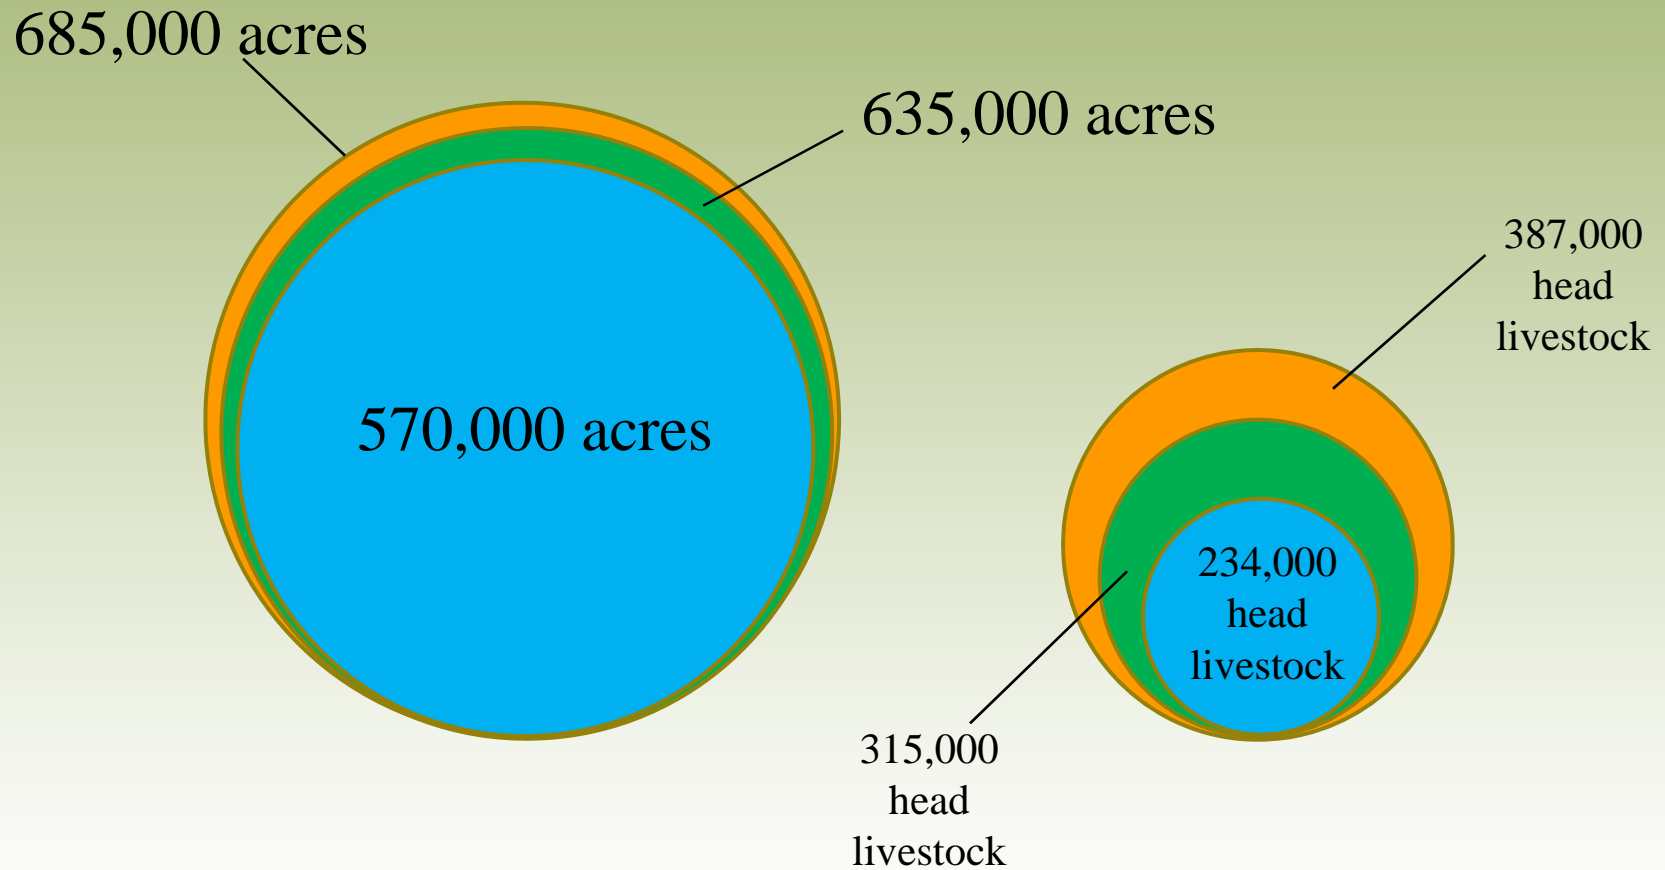 685,000 acres
635,000 acres
570,000 acres
387,000
head
livestock
234,000
head
livestock
315,000
head
livestock